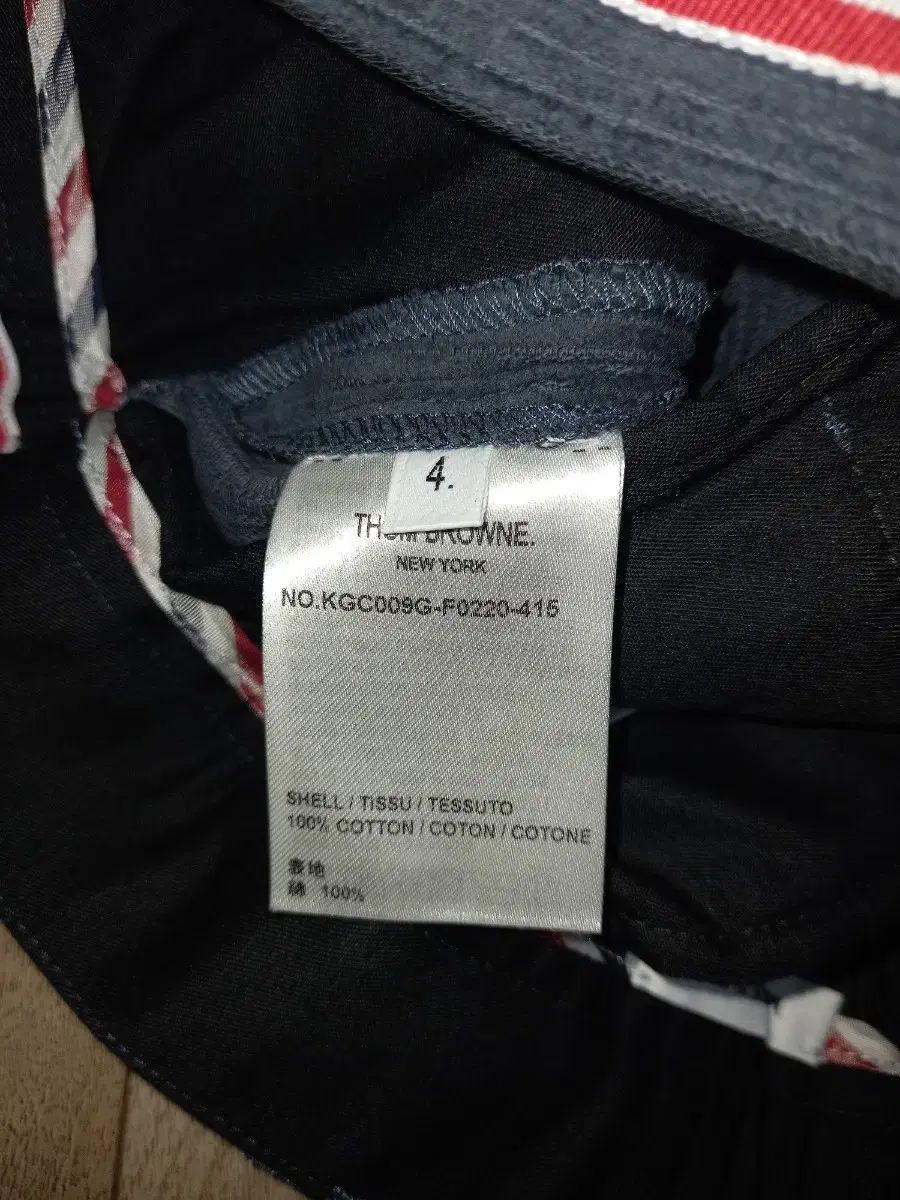 4.
THOM BROWNE.
NEW YORK
NO.KGC009G-F0220-415
SHELL / TISSU / TESSUTO
100% COTTON / COTON / COTONE
表地
綿 100%